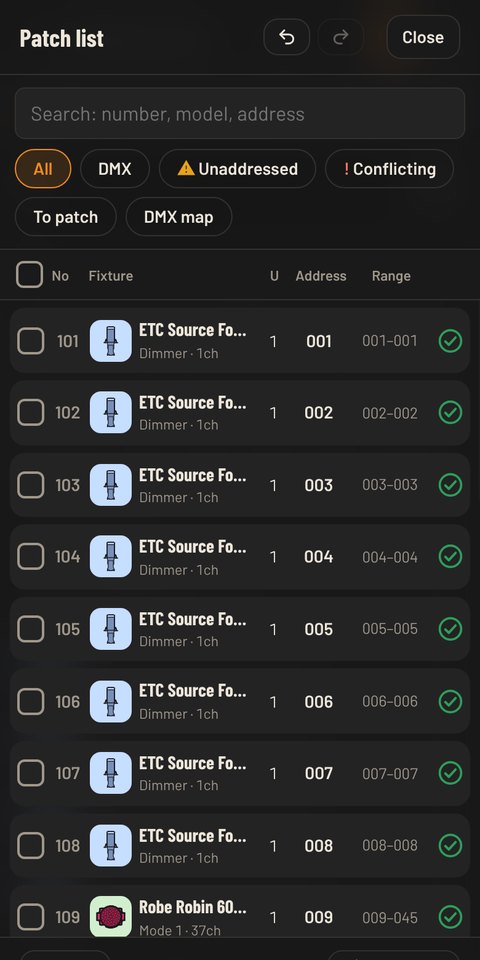 Patch list
Close
Search: number, model, address
All
DMX
Unaddressed
! Conflicting
To patch
DMX map
No Fixture U Address Range
101 ETC Source Fo... 1 001 001–001
Dimmer · 1ch
102 ETC Source Fo... 1 002 002–002
Dimmer · 1ch
103 ETC Source Fo... 1 003 003–003
Dimmer · 1ch
104 ETC Source Fo... 1 004 004–004
Dimmer · 1ch
105 ETC Source Fo... 1 005 005–005
Dimmer · 1ch
106 ETC Source Fo... 1 006 006–006
Dimmer · 1ch
107 ETC Source Fo... 1 007 007–007
Dimmer · 1ch
108 ETC Source Fo... 1 008 008–008
Dimmer · 1ch
109 Robe Robin 60... 1 009 009–045
Mode 1 · 37ch